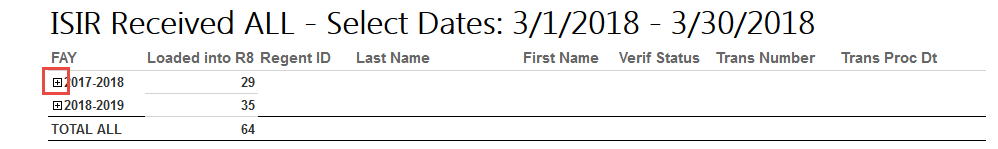 ISIR Received ALL - Select Dates: 3/1/2018 - 3/30/2018
FAY Loaded into R8 Regent ID Last Name First Name Verif Status Trans Number Trans Proc Dt
2017-2018 29
2018-2019 35
TOTAL ALL 64